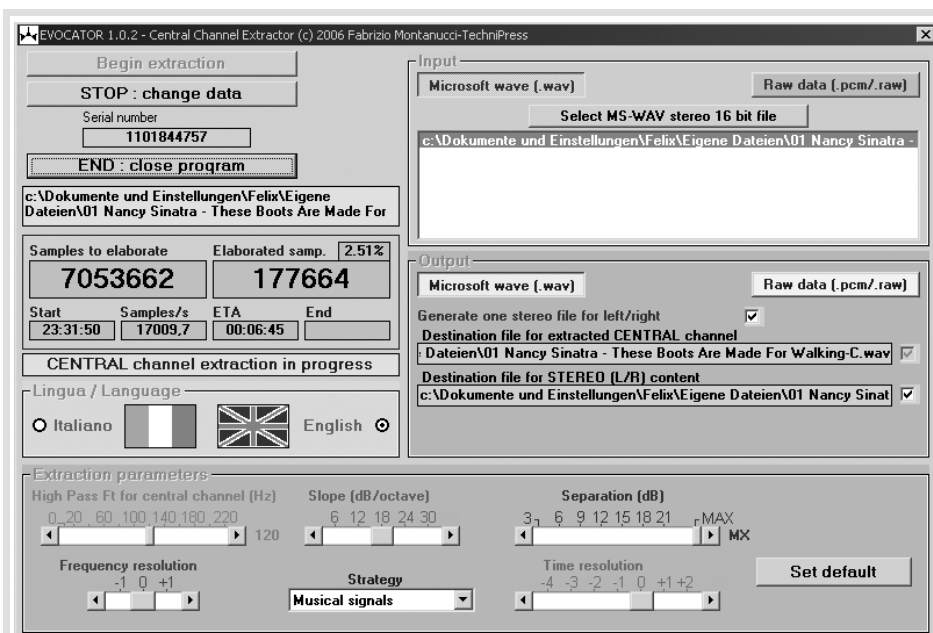 EVOCATOR 1.0.2 - Central Channel Extractor (c) 2006 Fabrizio Montanucci-TechniPress
Begin extraction
STOP : change data
Serial number
1101844757
END : close program
c:\Dokumente und Einstellungen\Felix\Eigene
Dateien\01 Nancy Sinatra - These Boots Are Made For
Samples to elaborate
Elaborated samp.
2.51%
7053662
177664
Start
Samples/s
ETA
End
23:31:50
17009,7
00:06:45
CENTRAL channel extraction in progress
Lingua / Language
Italiano
English
Input
Microsoft wave (.wav)
Raw data (.pcm/.raw)
Select MS-WAV stereo 16 bit file
c:\Dokumente und Einstellungen\Felix\Eigene Dateien\01 Nancy Sinatra -
Output
Microsoft wave (.wav)
Raw data (.pcm/.raw)
Generate one stereo file for left/right
Destination file for extracted CENTRAL channel
: Dateien\01 Nancy Sinatra - These Boots Are Made For Walking-C.wav
Destination file for STEREO (L/R) content
c:\Dokumente und Einstellungen\Felix\Eigene Dateien\01 Nancy Sinat
Extraction parameters
High Pass Ft for central channel (Hz)
0 20 60 100 140 180 220
120
Slope (dB/octave)
6 12 18 24 30
Separation (dB)
3 6 9 12 15 18 21 MAX
MX
Frequency resolution
-1 0 +1
Strategy
Musical signals
Time resolution
-4 -3 -2 -1 0 +1 +2
Set default